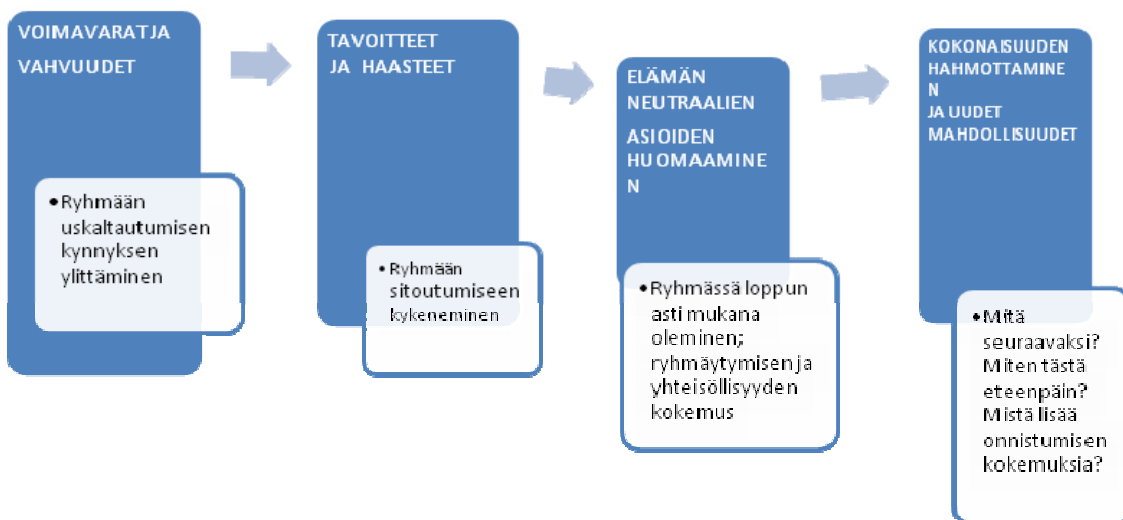 VOIMAVARAT JA
VAHVUUDET
•Ryhmään
uskaltautumisen
kynnyksen
ylittäminen
TAVOITTEET
JA HAASTEET
•Ryhmään
sitoutumiseen
kykeneminen
ELÄMÄN
NEUTRAALIEN
ASIOIDEN
HUOMAAMINE
N
•Ryhmässä loppun
asti mukana
oleminen;
ryhmäytymisen ja
yhteisöllisyyden
kokemus
KOKONAISUUDEN
HAHMOTTAMINE
N
JA UUDET
MAHDOLLISUUDET
•Mitä
seuraavaksi?
Miten tästä
eteenpäin?
Mistä lisää
onnistumisen
kokemuksia?